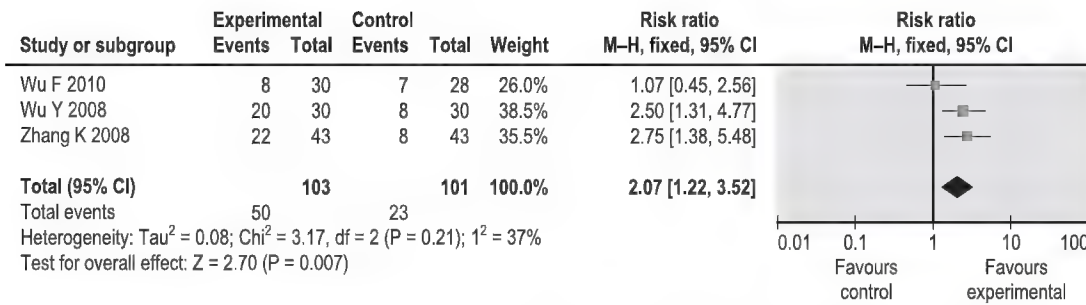 Experimental Control Risk ratio Risk ratio
Study or subgroup Events Total Events Total Weight M–H, fixed, 95% CI M–H, fixed, 95% CI
Wu F 2010 8 30 7 28 26.0% 1.07 [0.45, 2.56]
Wu Y 2008 20 30 8 30 38.5% 2.50 [1.31, 4.77]
Zhang K 2008 22 43 8 43 35.5% 2.75 [1.38, 5.48]
Total (95% CI) 103 101 100.0% 2.07 [1.22, 3.52]
Total events 50 23
Heterogeneity: Tau² = 0.08; Chi² = 3.17, df = 2 (P = 0.21); 1² = 37%
Test for overall effect: Z = 2.70 (P = 0.007)
0.01 0.1 1 10 100
Favours Favours
control experimental